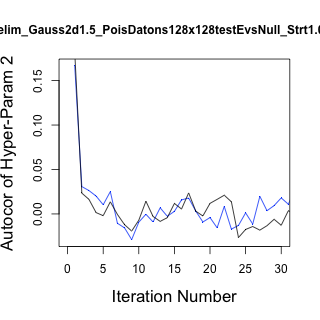 elim_Gauss2d1.5_PoisDatons128x128testEvsNull_Strt1.0
Autocor of Hyper-Param 2
0.15
0.10
0.05
0.00
0 5 10 15 20 25 30
Iteration Number